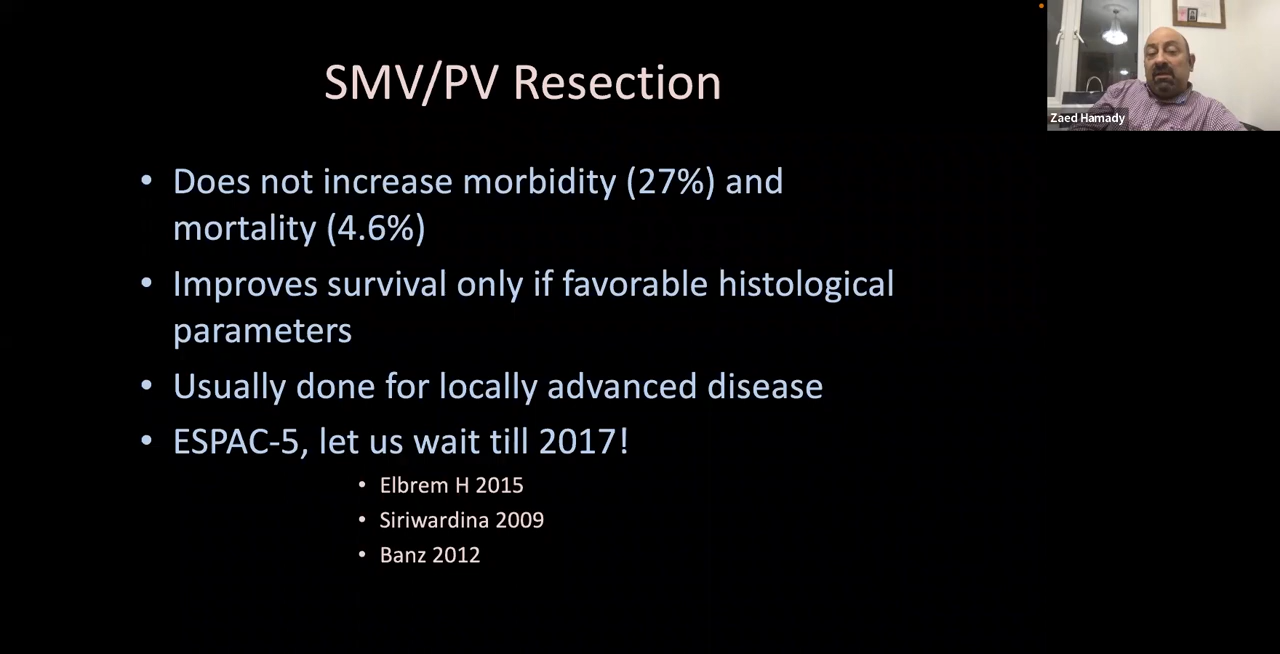 SMV/PV Resection
Zaed Hamady
• Does not increase morbidity (27%) and
mortality (4.6%)
• Improves survival only if favorable histological
parameters
• Usually done for locally advanced disease
• ESPAC-5, let us wait till 2017!
• Elbrem H 2015
• Siriwardina 2009
• Banz 2012